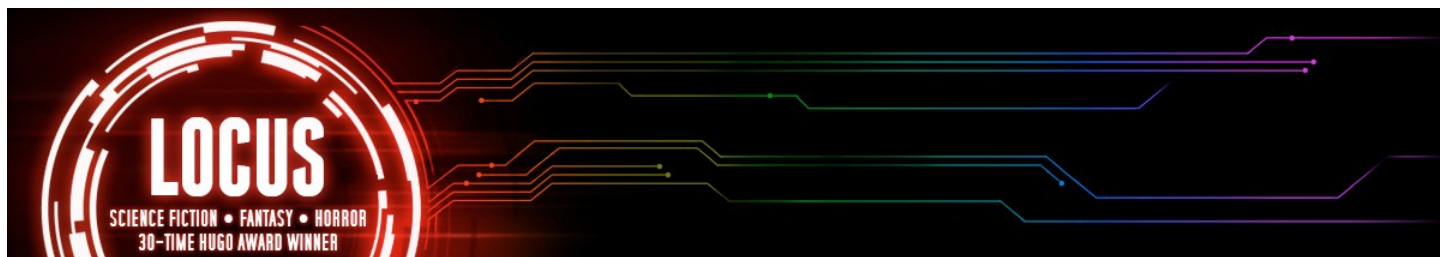 LOCUS
SCIENCE FICTION • FANTASY • HORROR
30-TIME HUGO AWARD WINNER